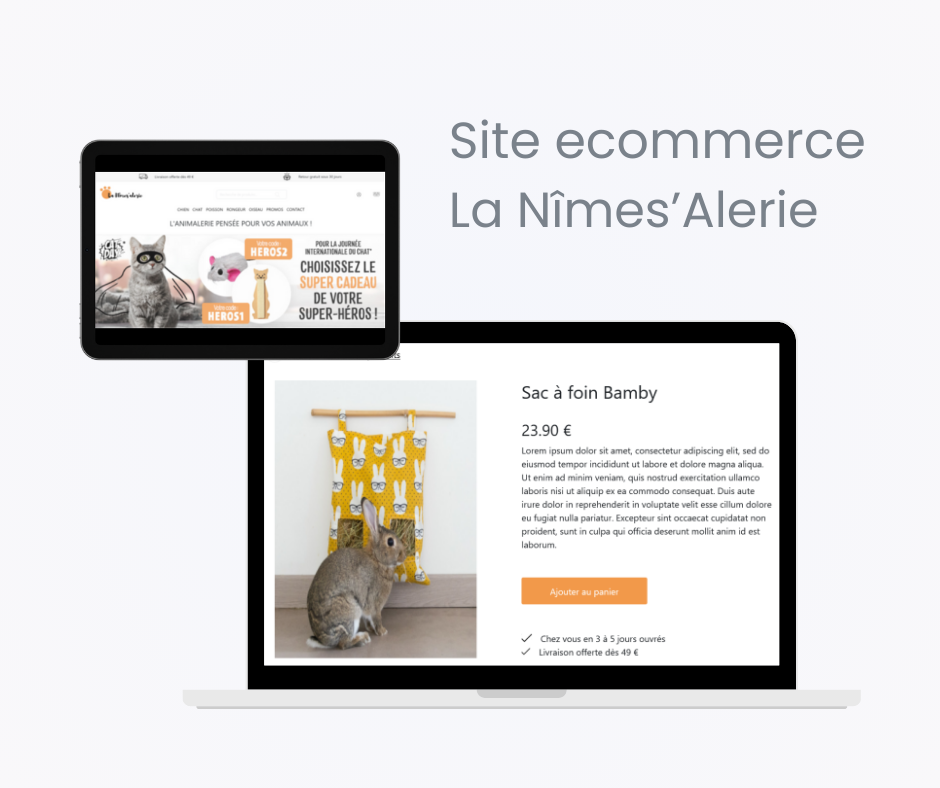 Site ecommerce
La Nîmes’Alerie
Livraison offerte dès 49 €
La Nîmes'alerie
CHIEN CHAT POISSON RONGEUR OISEAU PROMOS CONTACT
L'ANIMALERIE PENSÉE POUR VOS ANIMAUX !
Votre code :
HEROS2
Votre code :
HEROS1
POUR LA JOURNÉE
INTERNATIONALE DU CHAT*
CHOISISSEZ LE
SUPER CADEAU
DE VOTRE
SUPER-HÉROS !
Sac à foin Bamby
23.90 €
Lorem ipsum dolor sit amet, consectetur adipiscing elit, sed do
eiusmod tempor incididunt ut labore et dolore magna aliqua.
Ut enim ad minim veniam, quis nostrud exercitation ullamco
laboris nisi ut aliquip ex ea commodo consequat. Duis aute
irure dolor in reprehenderit in voluptate velit esse cillum dolore
eu fugiat nulla pariatur. Excepteur sint occaecat cupidatat non
proident, sunt in culpa qui officia deserunt mollit anim id est
laborum.
Ajouter au panier
Chez vous en 3 à 5 jours ouvrés
Livraison offerte dès 49 €